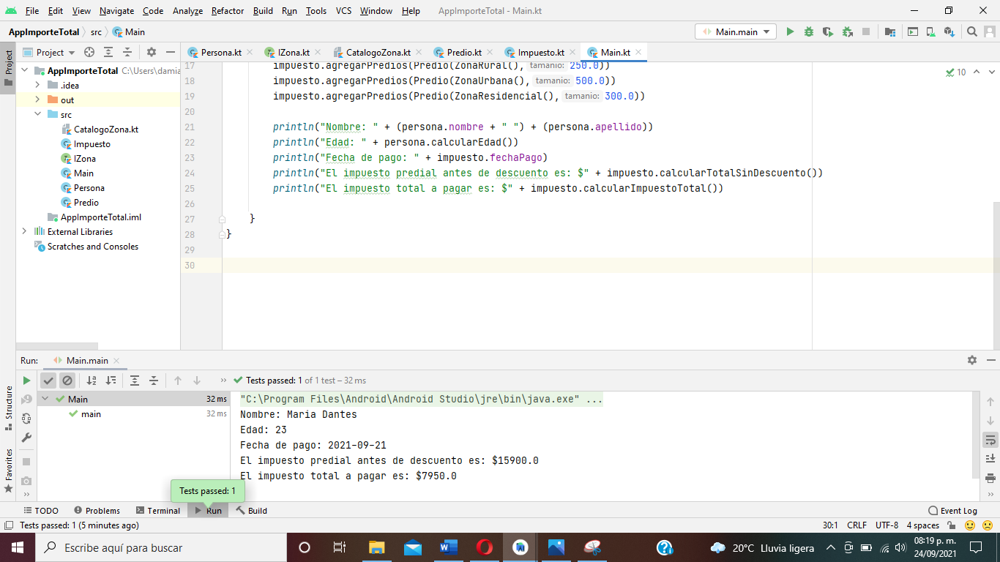 File Edit View Navigate Code Analyze Refactor Build Run Tools VCS Window Help AppImporteTotal - Main.kt
AppImporteTotal src Main Main.main
Project Persona.kt IZona.kt CatalogoZona.kt Predio.kt Impuesto.kt Main.kt
Project
AppImporteTotal C:\Users\damia
.idea
out
src
CatalogoZona.kt
Impuesto
IZona
Main
Persona
Predio
AppImporteTotal.iml
External Libraries
Scratches and Consoles
10
17 impuesto.agregarPredios(Predio(ZonaRural(), tamanio: 250.0))
18 impuesto.agregarPredios(Predio(ZonaUrbana(), tamanio: 500.0))
19 impuesto.agregarPredios(Predio(ZonaResidencial(), tamanio: 300.0))
20
21 println("Nombre: " + (persona.nombre + " ") + (persona.apellido))
22 println("Edad: " + persona.calcularEdad())
23 println("Fecha de pago: " + impuesto.fechaPago)
24 println("El impuesto predial antes de descuento es: $" + impuesto.calcularTotalSinDescuento())
25 println("El impuesto total a pagar es: $" + impuesto.calcularImpuestoTotal())
26
27 }
28 }
29
30
Run: Main.main
Tests passed: 1 of 1 test – 32 ms
Structure
Favorites
Main 32 ms
main 32 ms
"C:\Program Files\Android\Android Studio\jre\bin\java.exe" ...
Nombre: Maria Dantes
Edad: 23
Fecha de pago: 2021-09-21
El impuesto predial antes de descuento es: $15900.0
El impuesto total a pagar es: $7950.0
Tests passed: 1
TODO Problems Terminal Run Build Event Log
Tests passed: 1 (5 minutes ago) 30:1 CRLF UTF-8 4 spaces
Escribe aquí para buscar 20°C Lluvia ligera 08:19 p. m.
24/09/2021